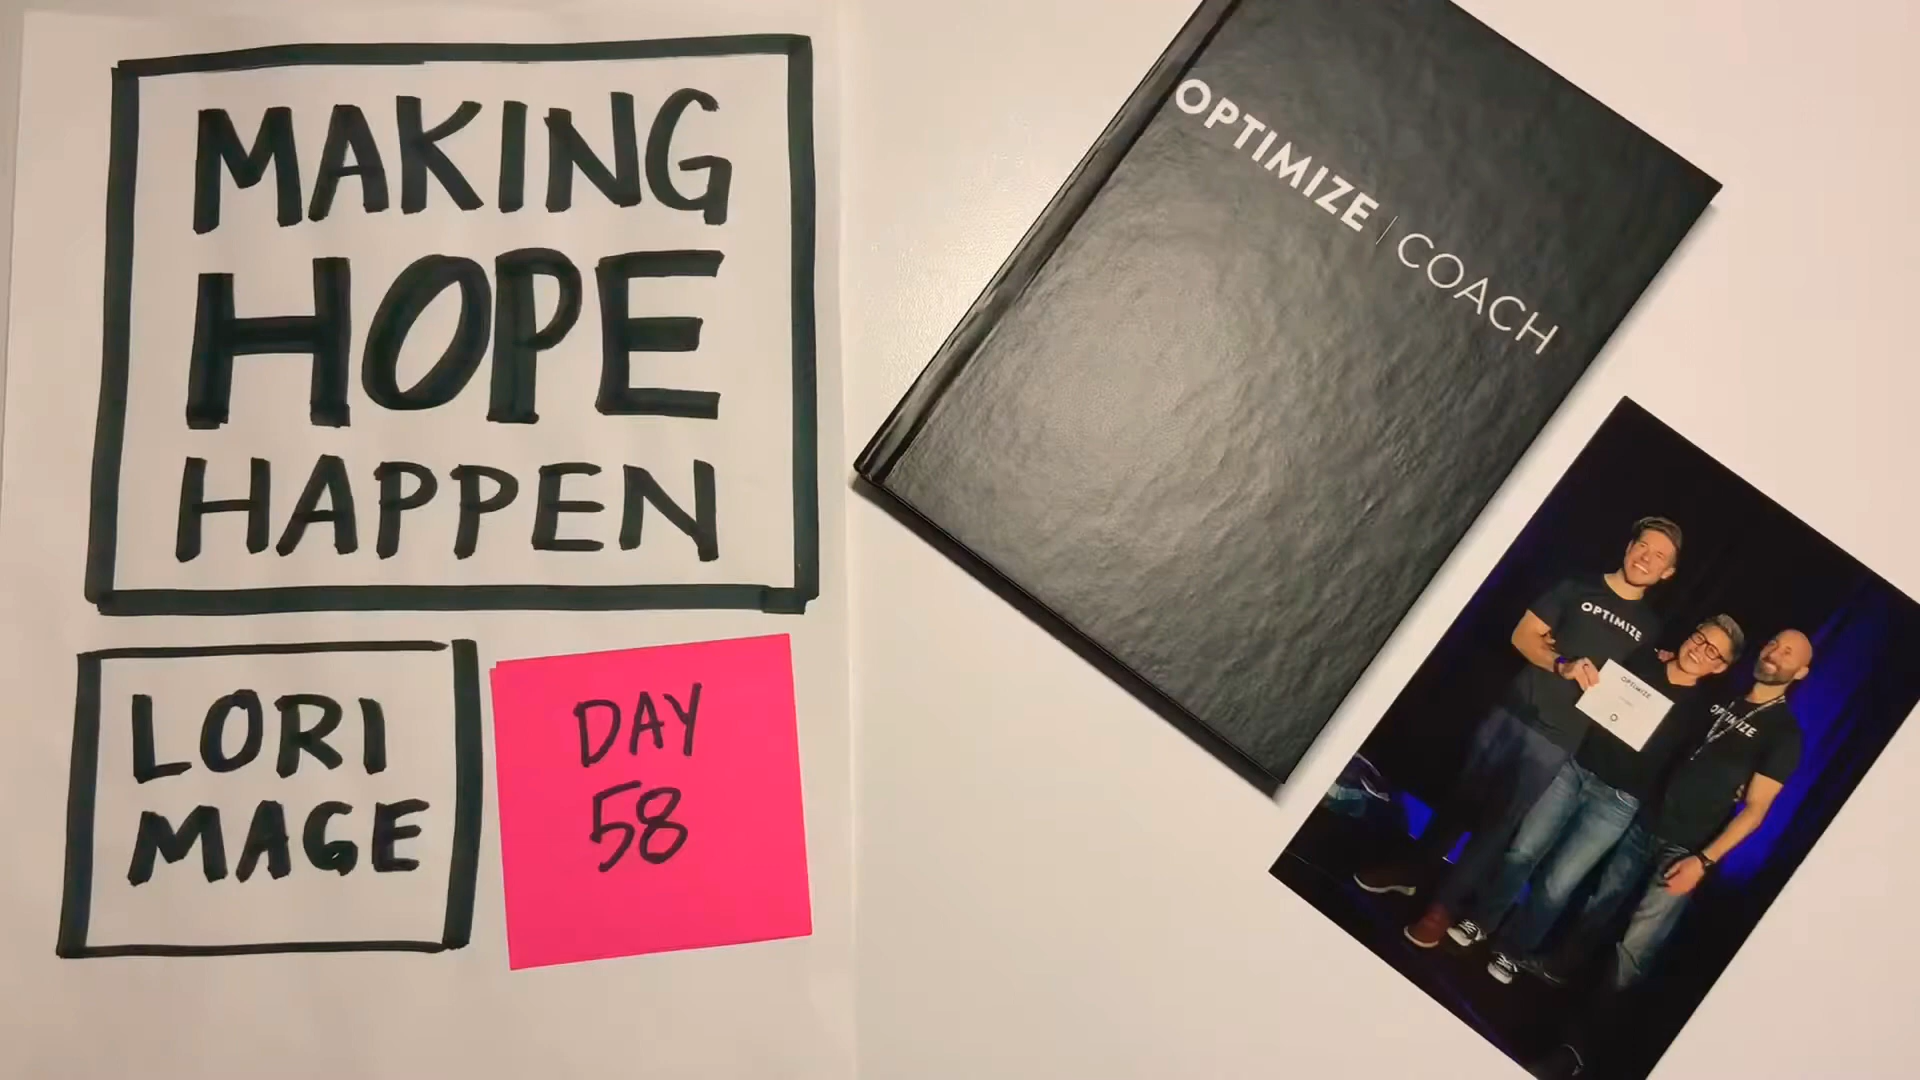 MAKING
HOPE
HAPPEN
LORI
MAGE
DAY
58
OPTIMIZE | COACH
OPTIMIZE
OPTIMIZE
OPTIMIZE